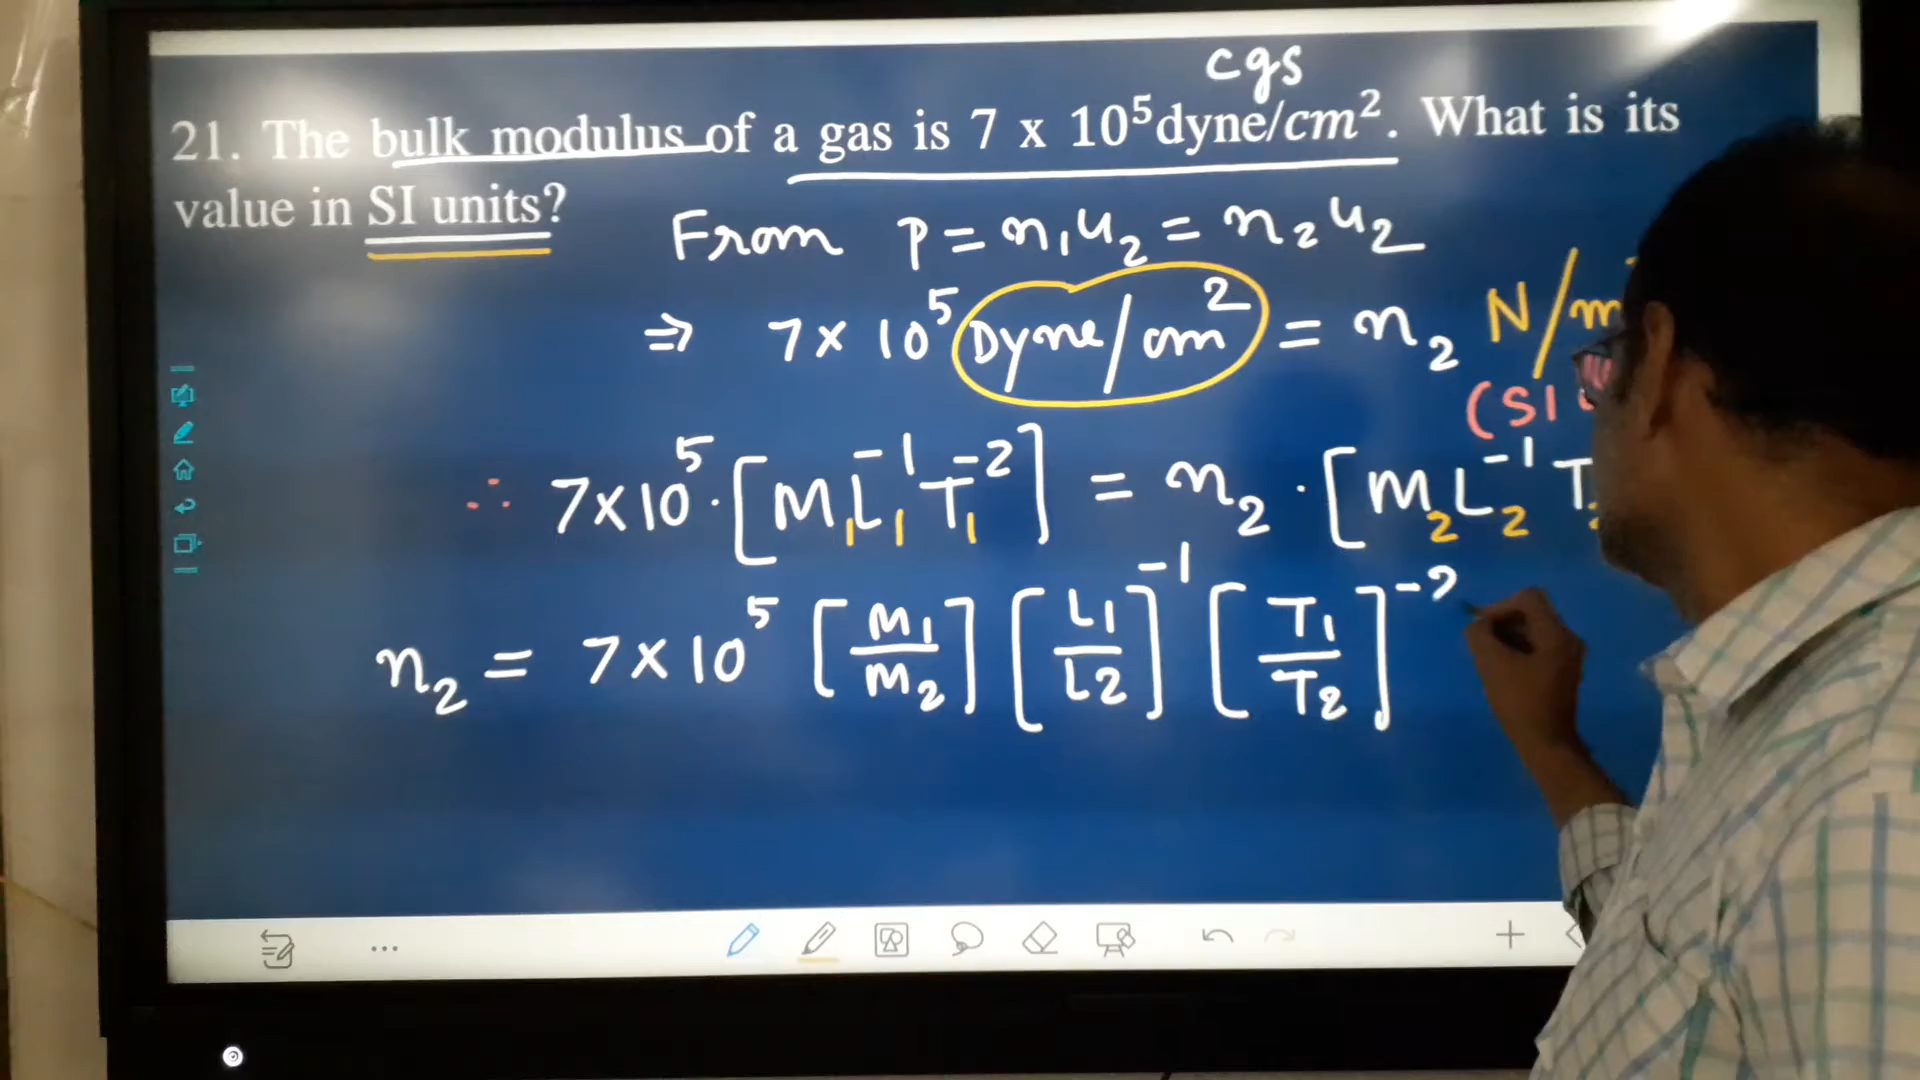 cgs
21. The bulk modulus of a gas is 7 x 10⁵dyne/cm². What is its
value in SI units?
From p = n₁u₂ = n₂u₂
⇒ 7 × 10⁵ Dyne/cm² = n₂ N/m
(SI
∴ 7×10⁵ · [M₁L₁⁻¹T₁⁻²] = n₂ · [M₂L₂⁻¹T₂
n₂ = 7×10⁵ [M₁/M₂] [L₁/L₂]⁻¹ [T₁/T₂]⁻²